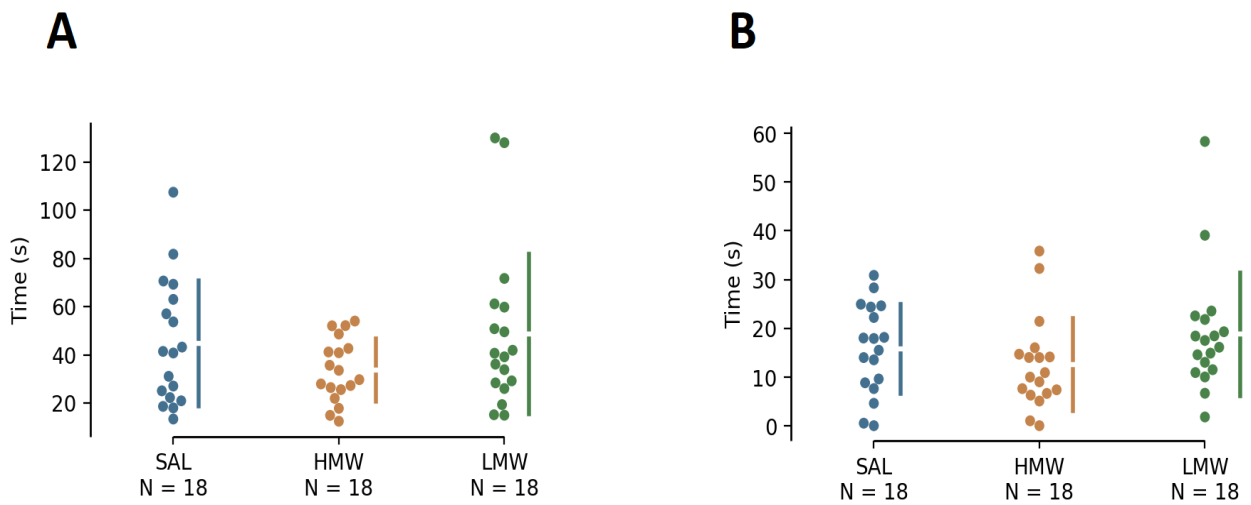 A
Time (s)
120
100
80
60
40
20
SAL
N = 18
HMW
N = 18
LMW
N = 18
B
Time (s)
60
50
40
30
20
10
0
SAL
N = 18
HMW
N = 18
LMW
N = 18